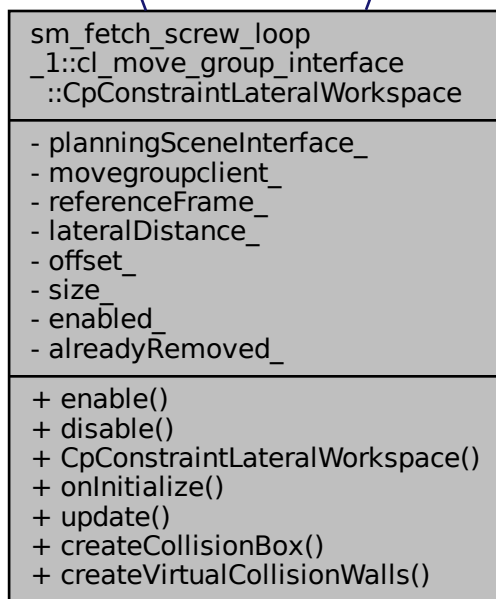 sm_fetch_screw_loop
_1::cl_move_group_interface
::CpConstraintLateralWorkspace
- planningSceneInterface_
- movegroupclient_
- referenceFrame_
- lateralDistance_
- offset_
- size_
- enabled_
- alreadyRemoved_
+ enable()
+ disable()
+ CpConstraintLateralWorkspace()
+ onInitialize()
+ update()
+ createCollisionBox()
+ createVirtualCollisionWalls()